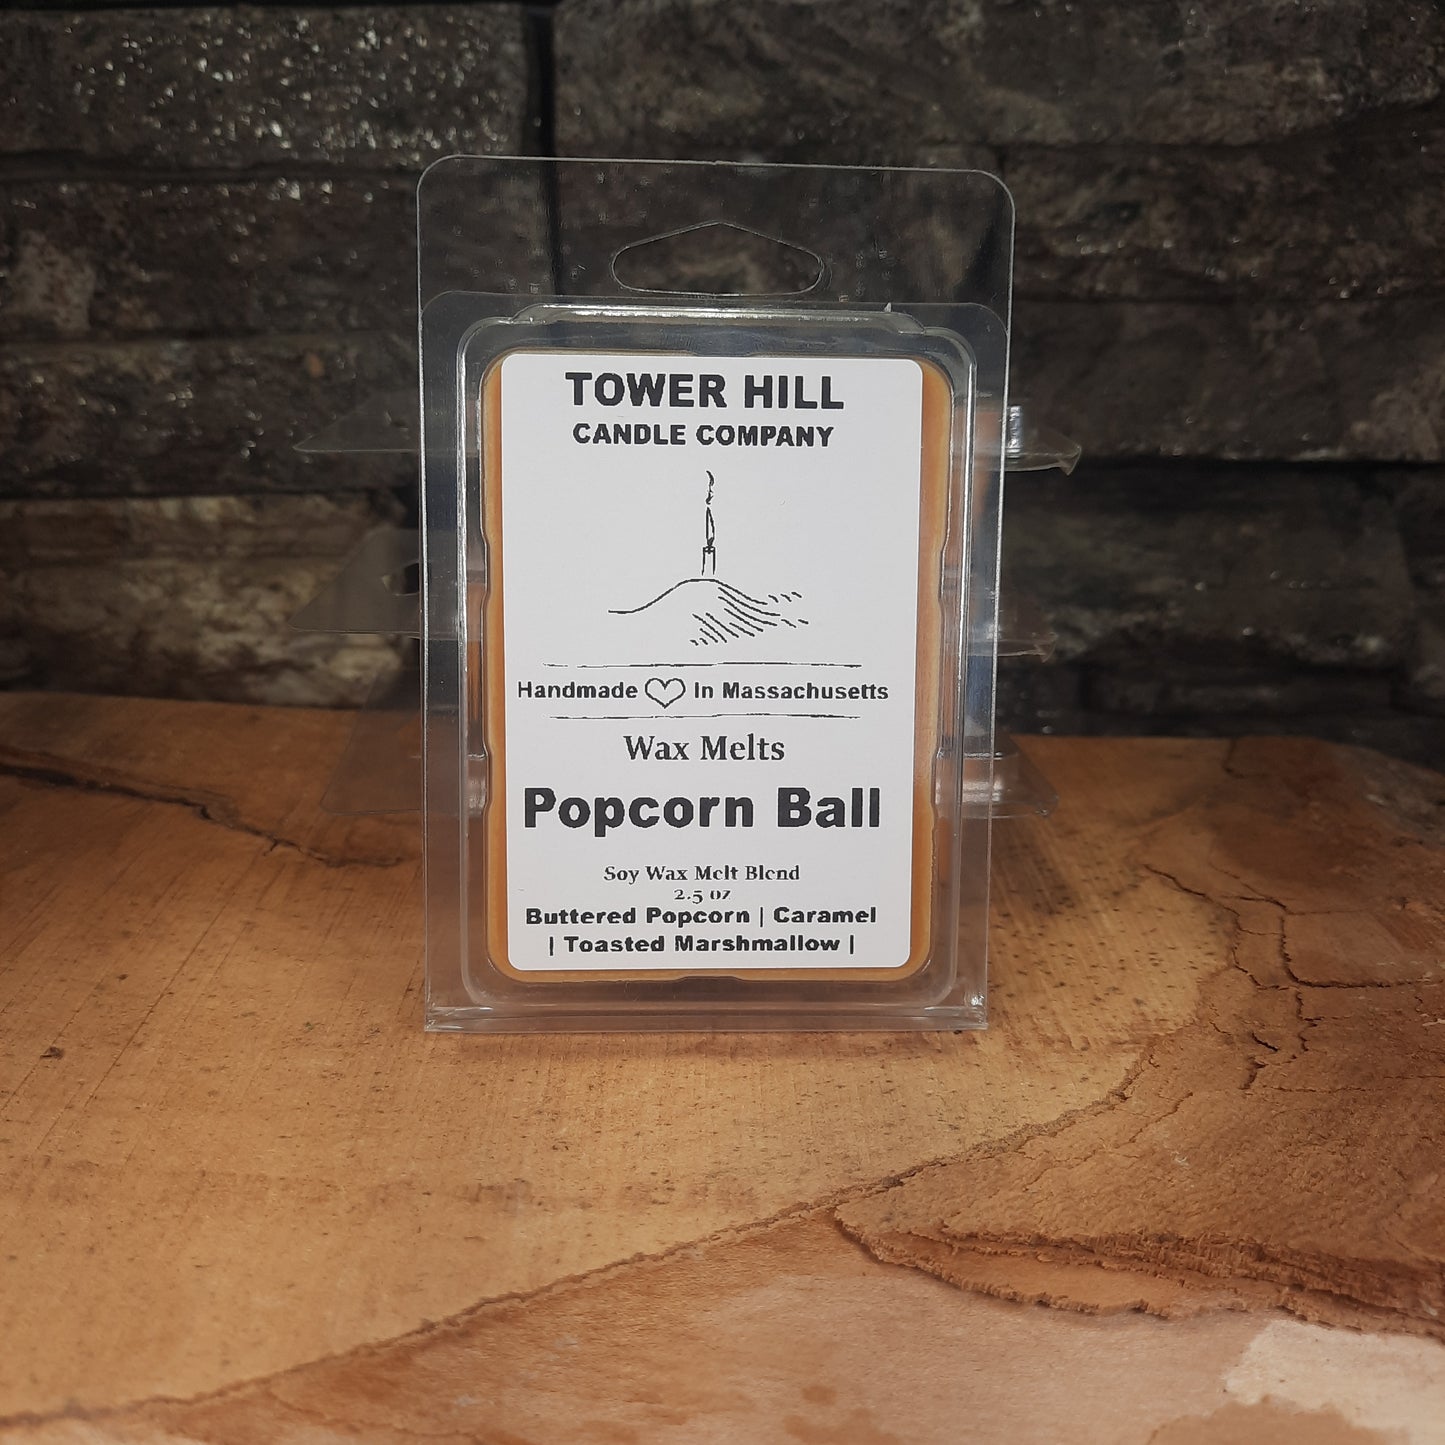 TOWER HILL
CANDLE COMPANY
Handmade In Massachusetts
Wax Melts
Popcorn Ball
Soy Wax Melt Blend
2.5 oz
Buttered Popcorn | Caramel
| Toasted Marshmallow |